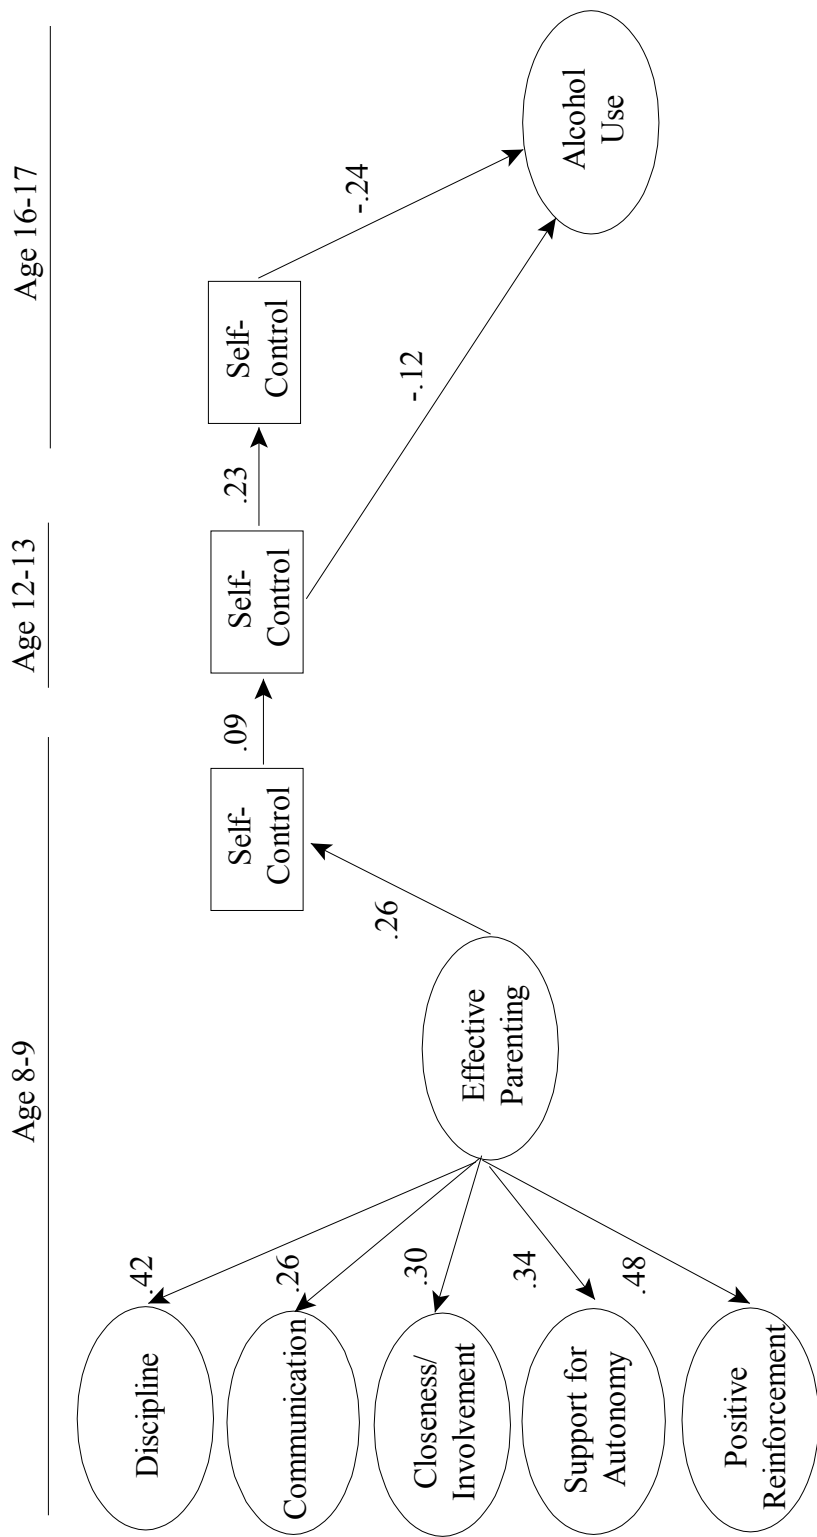 Age 8-9
Age 12-13
Age 16-17
Discipline
.42
Communication
.26
Closeness/
Involvement
.30
Support for
Autonomy
.34
Positive
Reinforcement
.48
Effective
Parenting
.26
Self-
Control
.09
Self-
Control
.23
Self-
Control
-.24
-.12
Alcohol
Use